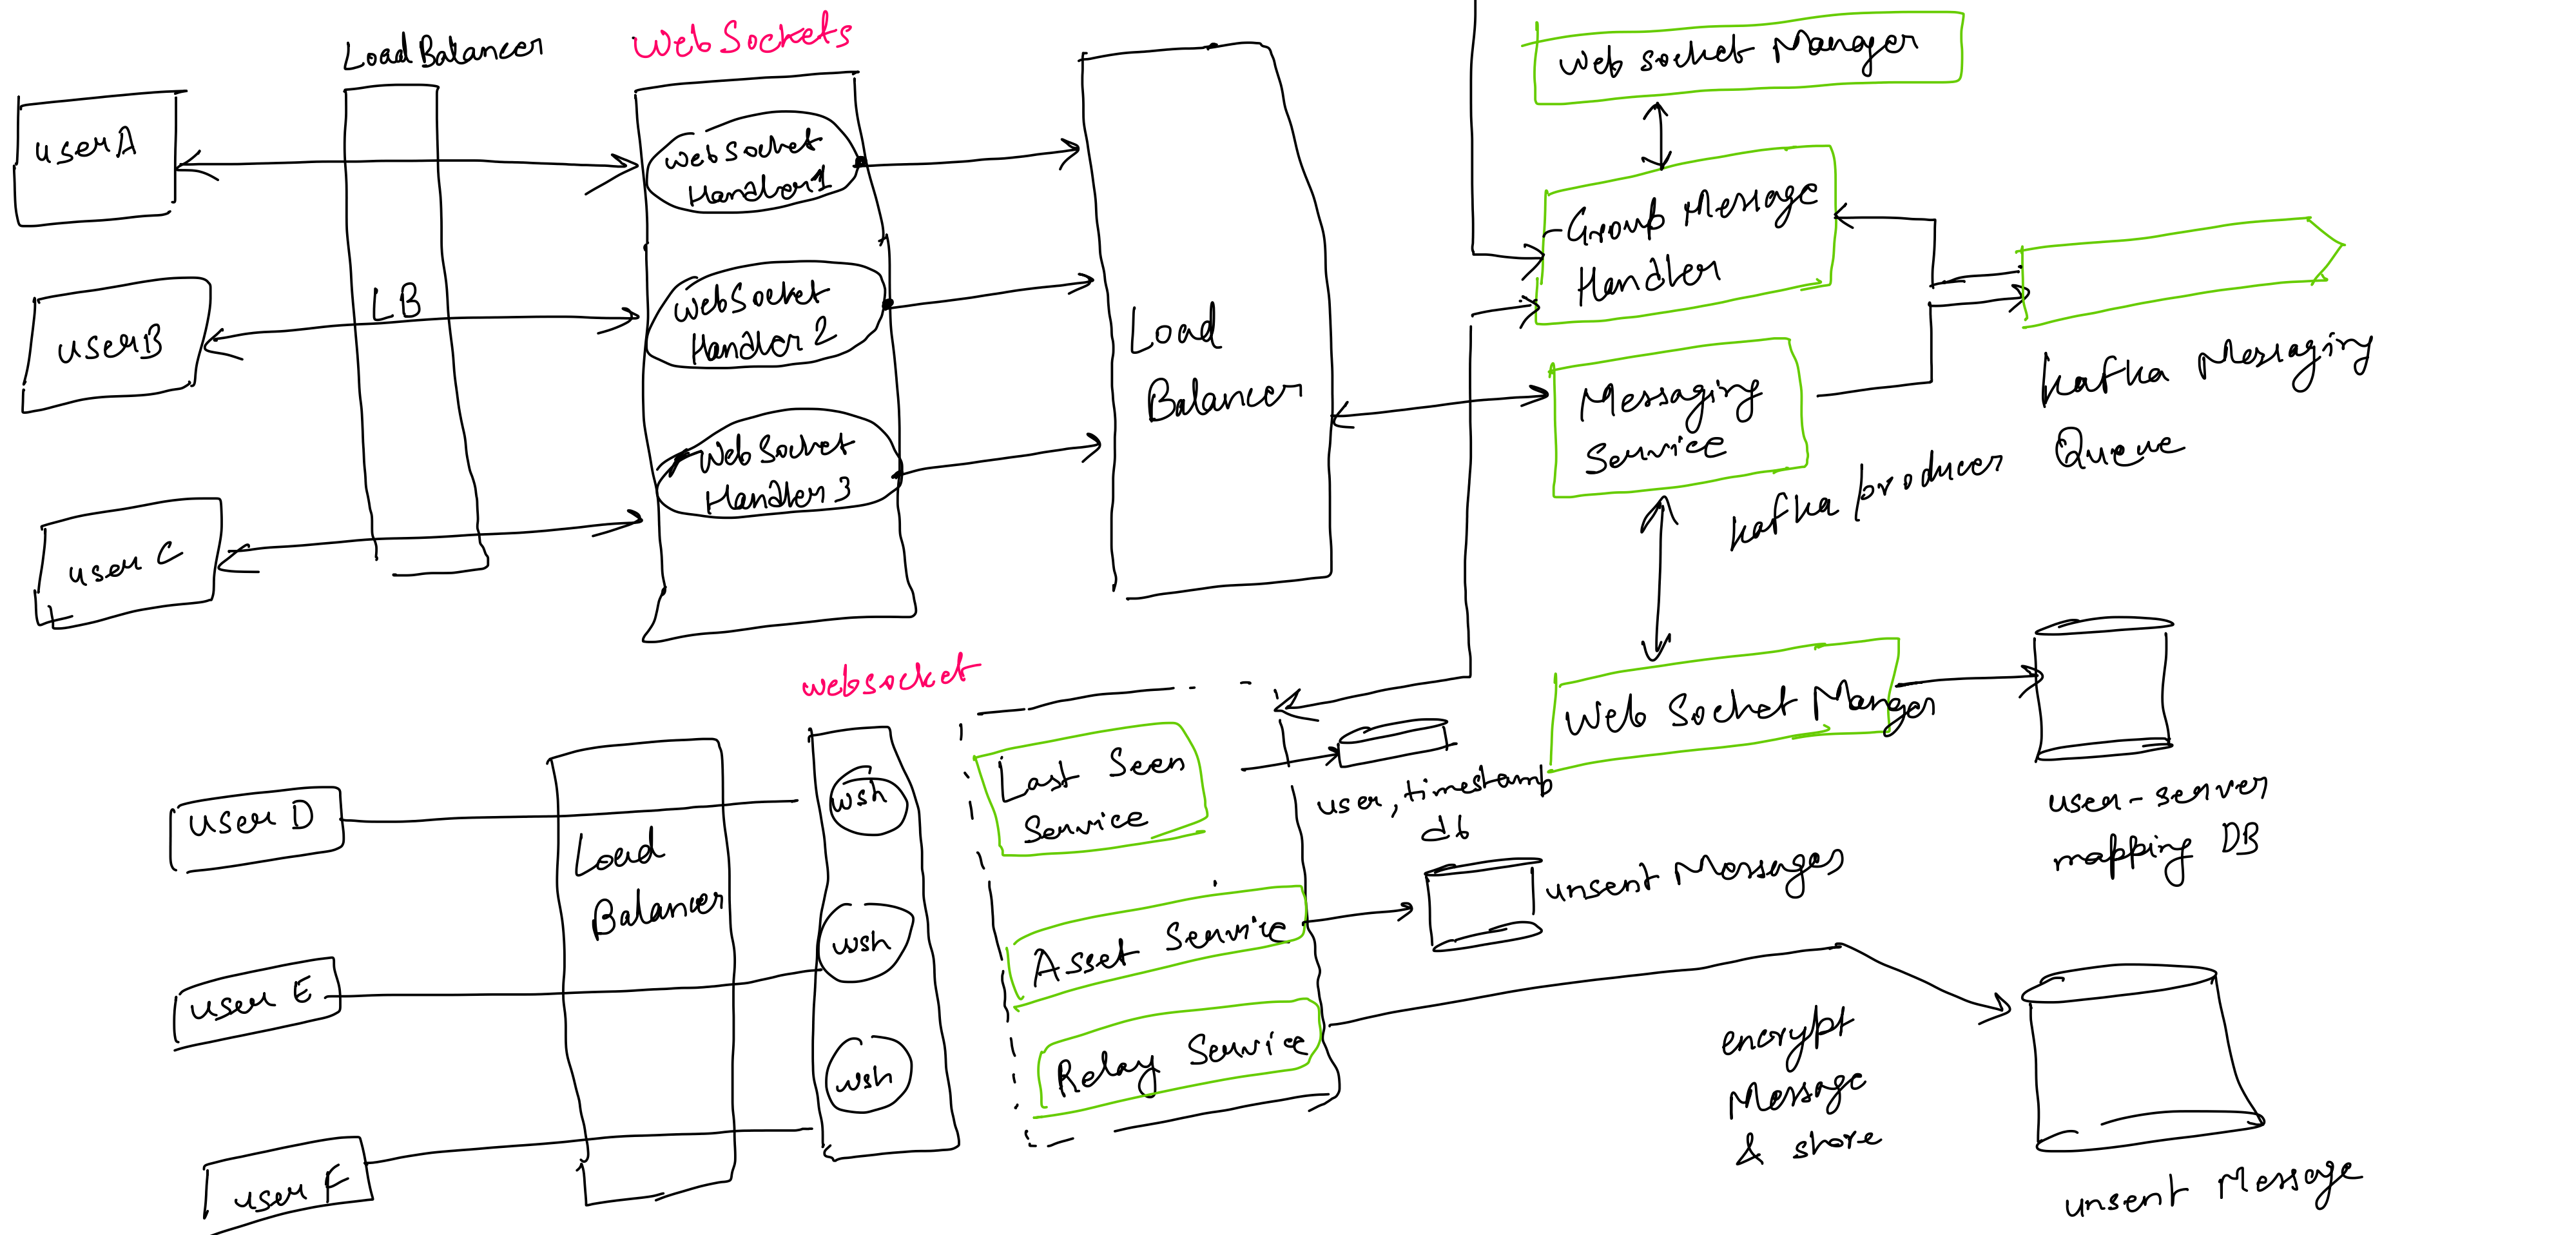 Load Balancer
Web Sockets
Web socket Manager
user A
Web Socket
Handler 1
Group Message
Handler
LB
user B
Web Socket
Handler 2
Load
Balancer
kafka Messaging
Queue
Messaging
Service
kafka producer
Web Socket
Handler 3
user C
websocket
Web Socket Manger
user-server
mapping DB
Last Seen
Service
user, timestamp
db
user D
wsh
Load
Balancer
unsent Messages
Asset Service
wsh
user E
Relay Service
wsh
encrypt
Message
& store
user F
unsent Message